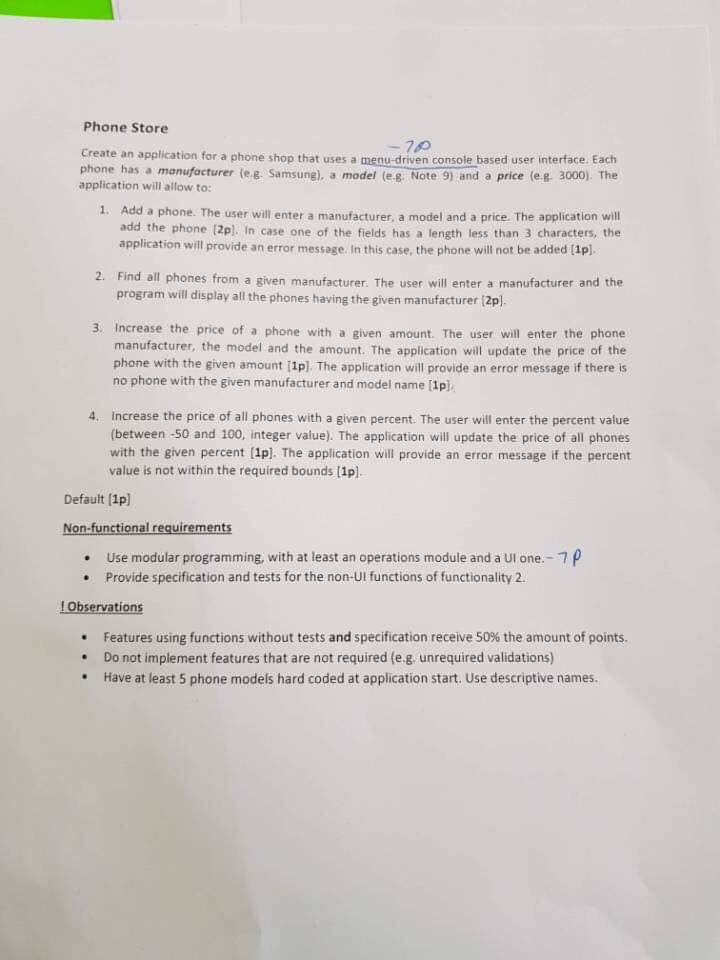 Phone Store
Create an application for a phone shop that uses a menu-driven console based user interface. Each
phone has a manufacturer (e.g. Samsung), a model (e.g. Note 9) and a price (e.g. 3000). The
application will allow to:
1. Add a phone. The user will enter a manufacturer, a model and a price. The application will
add the phone [2p]. In case one of the fields has a length less than 3 characters, the
application will provide an error message. In this case, the phone will not be added [1p].
2. Find all phones from a given manufacturer. The user will enter a manufacturer and the
program will display all the phones having the given manufacturer [2p].
3. Increase the price of a phone with a given amount. The user will enter the phone
manufacturer, the model and the amount. The application will update the price of the
phone with the given amount [1p]. The application will provide an error message if there is
no phone with the given manufacturer and model name [1p].
4. Increase the price of all phones with a given percent. The user will enter the percent value
(between -50 and 100, integer value). The application will update the price of all phones
with the given percent [1p]. The application will provide an error message if the percent
value is not within the required bounds [1p].
Default [1p]
Non-functional requirements
• Use modular programming, with at least an operations module and a UI one. - 7p
• Provide specification and tests for the non-UI functions of functionality 2.
! Observations
• Features using functions without tests and specification receive 50% the amount of points.
• Do not implement features that are not required (e.g. unrequired validations)
• Have at least 5 phone models hard coded at application start. Use descriptive names.